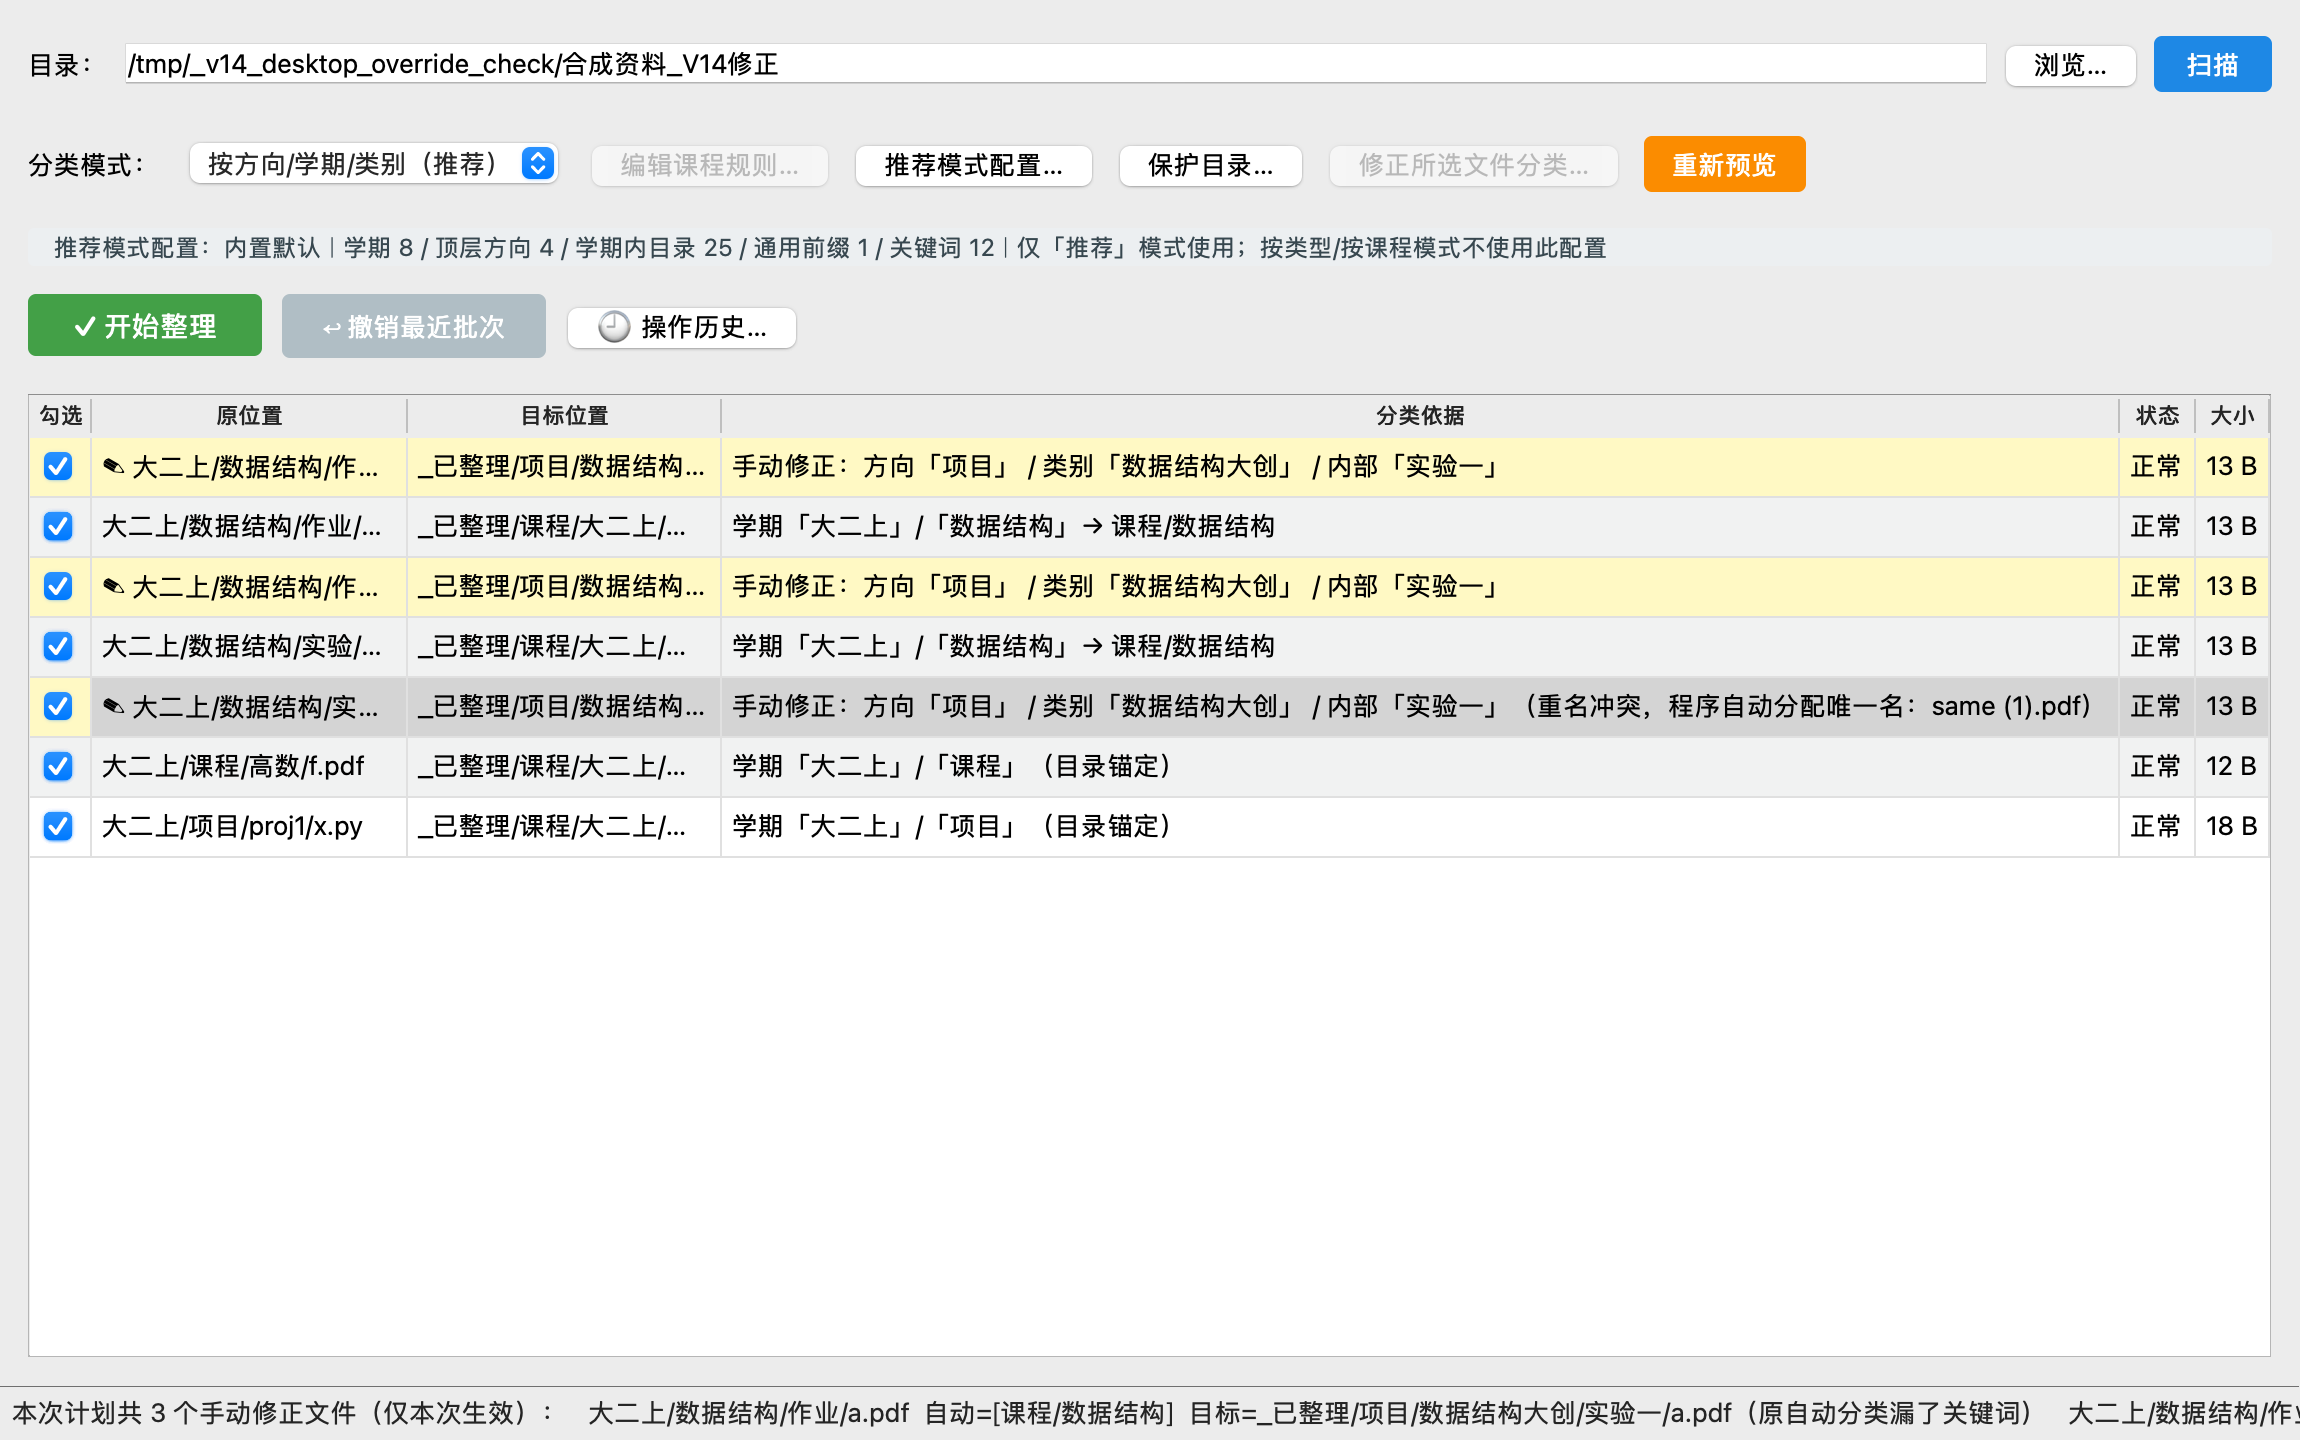 目录： /tmp/_v14_desktop_override_check/合成资料_V14修正 浏览... 扫描
分类模式： 按方向/学期/类别（推荐） 编辑课程规则... 推荐模式配置... 保护目录... 修正所选文件分类... 重新预览
推荐模式配置：内置默认 | 学期 8 / 顶层方向 4 / 学期内目录 25 / 通用前缀 1 / 关键词 12 | 仅「推荐」模式使用；按类型/按课程模式不使用此配置
✓ 开始整理 ↩ 撤销最近批次 🕘 操作历史...
勾选 原位置 目标位置 分类依据 状态 大小
✎ 大二上/数据结构/作... _已整理/项目/数据结构... 手动修正：方向「项目」 / 类别「数据结构大创」 / 内部「实验一」 正常 13 B
大二上/数据结构/作业/... _已整理/课程/大二上/... 学期「大二上」/「数据结构」→ 课程/数据结构 正常 13 B
✎ 大二上/数据结构/作... _已整理/项目/数据结构... 手动修正：方向「项目」 / 类别「数据结构大创」 / 内部「实验一」 正常 13 B
大二上/数据结构/实验/... _已整理/课程/大二上/... 学期「大二上」/「数据结构」→ 课程/数据结构 正常 13 B
✎ 大二上/数据结构/实... _已整理/项目/数据结构... 手动修正：方向「项目」 / 类别「数据结构大创」 / 内部「实验一」（重名冲突，程序自动分配唯一名：same (1).pdf） 正常 13 B
大二上/课程/高数/f.pdf _已整理/课程/大二上/... 学期「大二上」/「课程」（目录锚定） 正常 12 B
大二上/项目/proj1/x.py _已整理/课程/大二上/... 学期「大二上」/「项目」（目录锚定） 正常 18 B
本次计划共 3 个手动修正文件（仅本次生效）： 大二上/数据结构/作业/a.pdf 自动=[课程/数据结构] 目标=_已整理/项目/数据结构大创/实验一/a.pdf（原自动分类漏了关键词） 大二上/数据结构/作